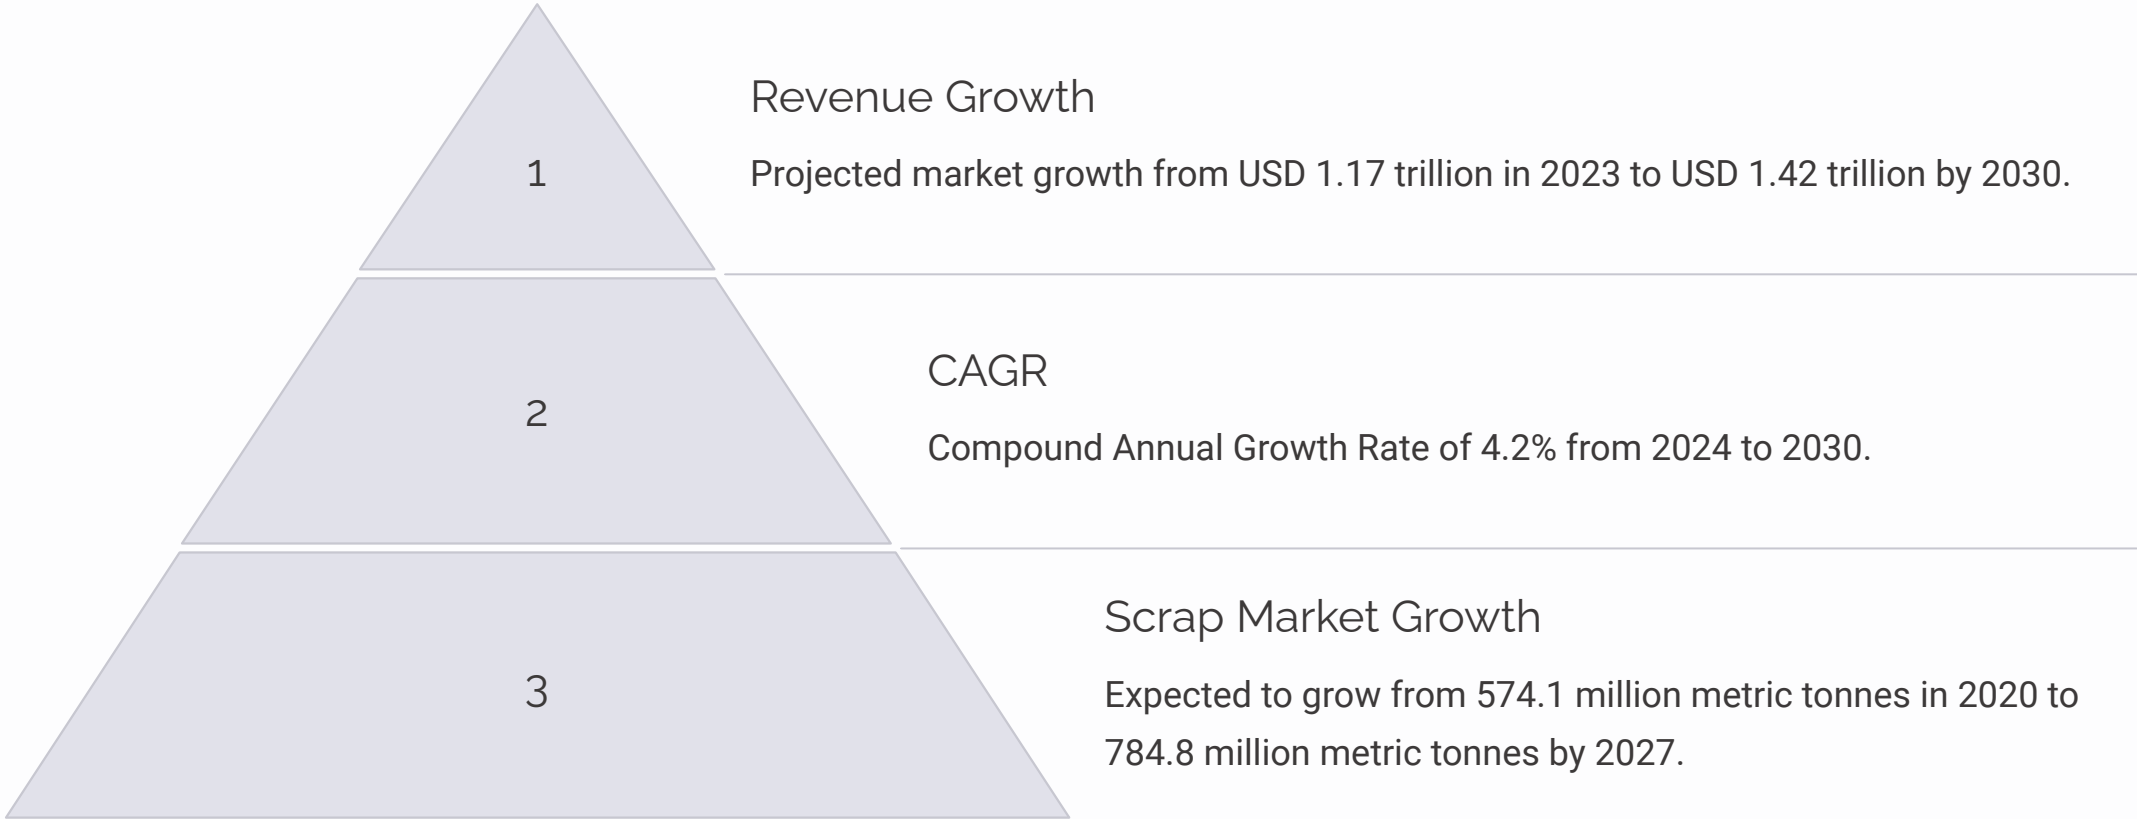 1
Revenue Growth
Projected market growth from USD 1.17 trillion in 2023 to USD 1.42 trillion by 2030.
2
CAGR
Compound Annual Growth Rate of 4.2% from 2024 to 2030.
3
Scrap Market Growth
Expected to grow from 574.1 million metric tonnes in 2020 to
784.8 million metric tonnes by 2027.